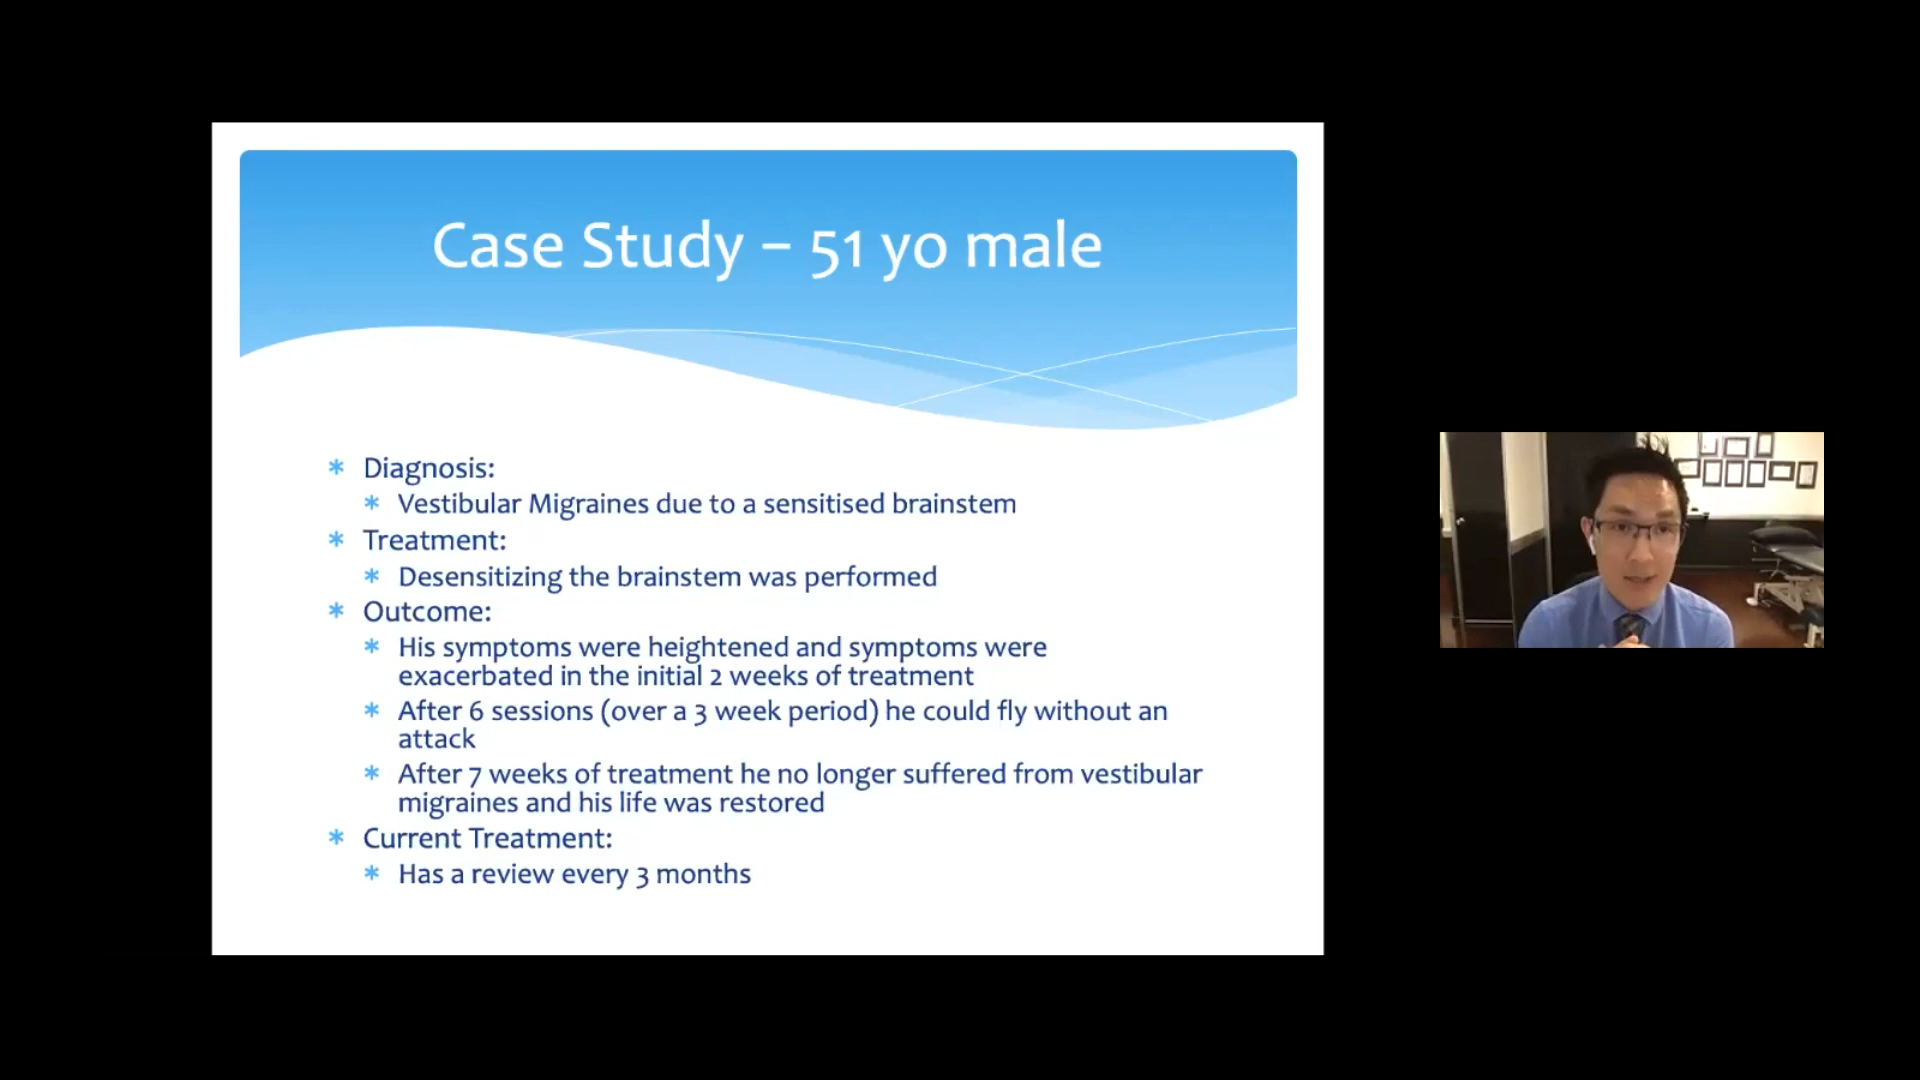 Case Study – 51 yo male
* Diagnosis:
* Vestibular Migraines due to a sensitised brainstem
* Treatment:
* Desensitizing the brainstem was performed
* Outcome:
* His symptoms were heightened and symptoms were
exacerbated in the initial 2 weeks of treatment
* After 6 sessions (over a 3 week period) he could fly without an
attack
* After 7 weeks of treatment he no longer suffered from vestibular
migraines and his life was restored
* Current Treatment:
* Has a review every 3 months